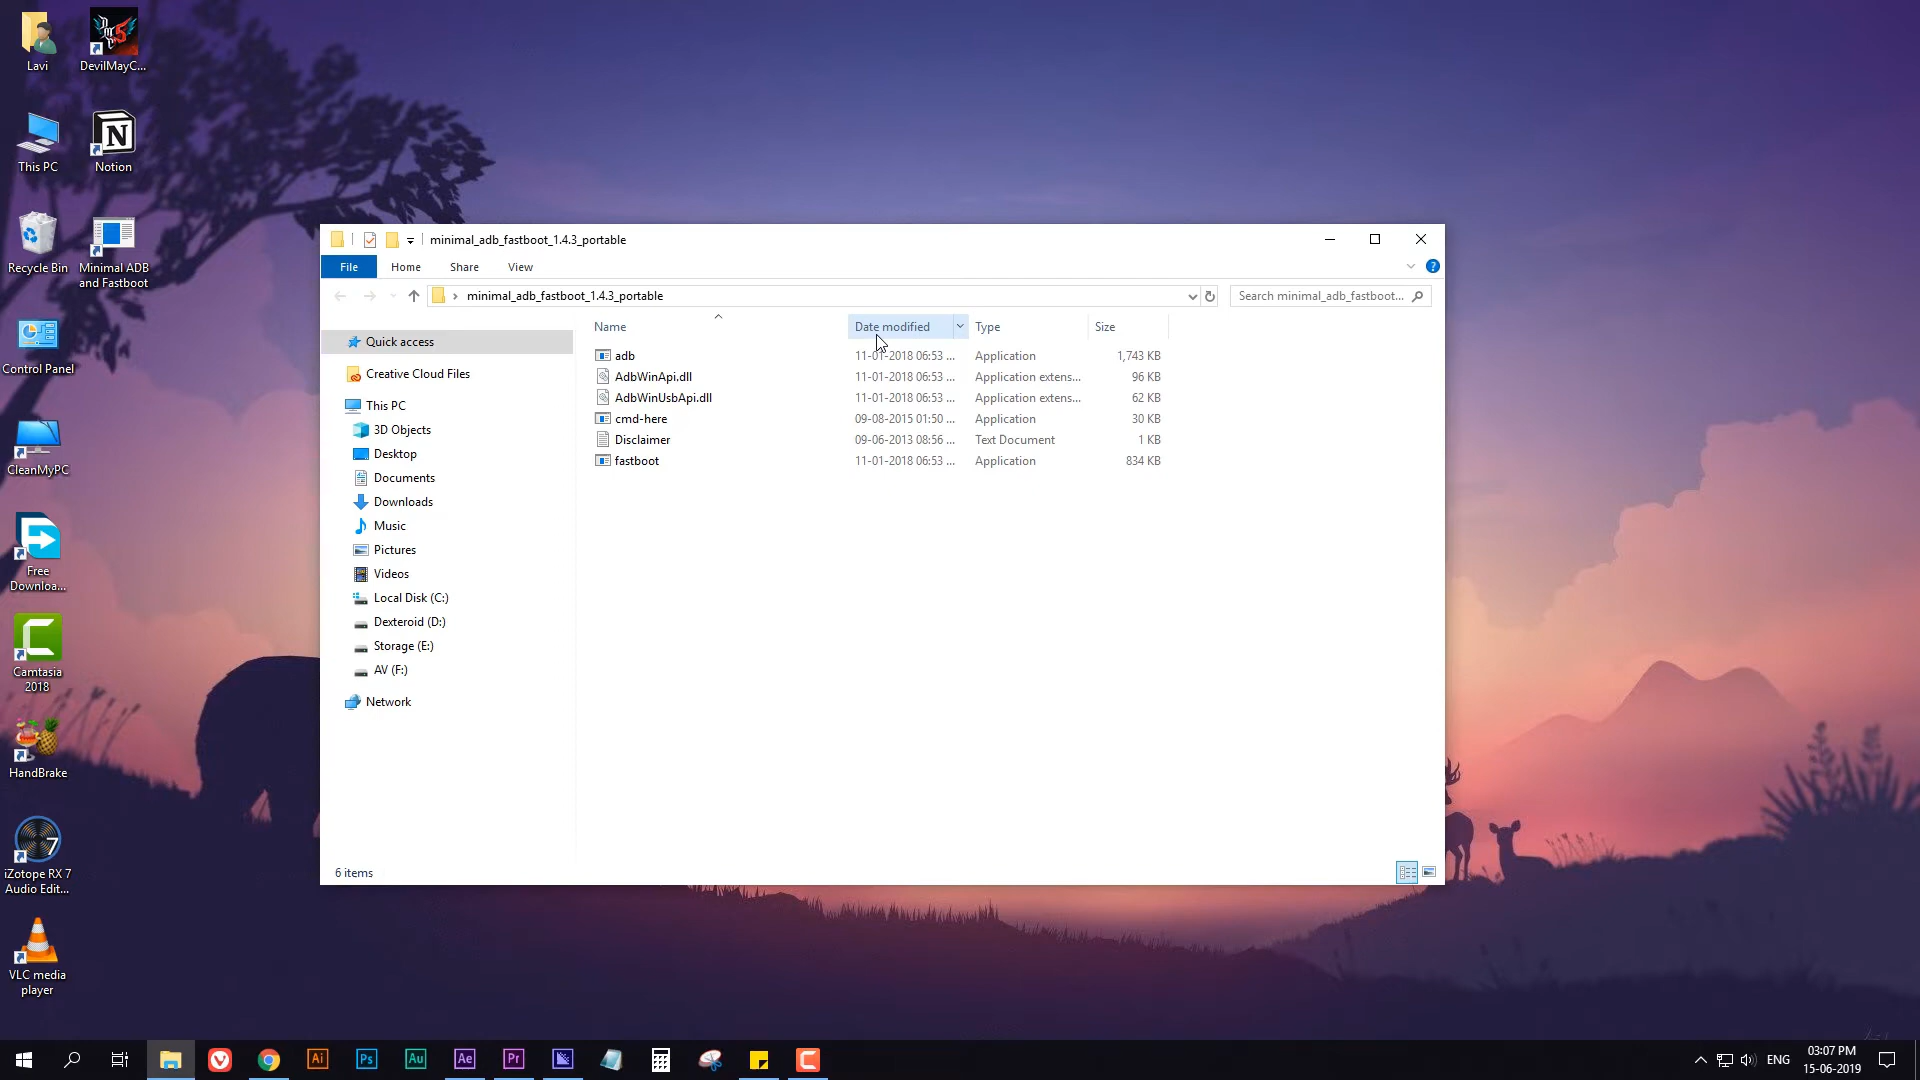 Lavi
DevilMayC...
This PC
N
Notion
Recycle Bin
Minimal ADB
and Fastboot
Control Panel
CleanMyPC
Free
Downloa...
Camtasia
2018
HandBrake
7
iZotope RX 7
Audio Edit...
VLC media
player
minimal_adb_fastboot_1.4.3_portable
File
Home
Share
View
?
minimal_adb_fastboot_1.4.3_portable
Search minimal_adb_fastboot...
Quick access
Creative Cloud Files
This PC
3D Objects
Desktop
Documents
Downloads
Music
Pictures
Videos
Local Disk (C:)
Dexteroid (D:)
Storage (E:)
AV (F:)
Network
Name Date modified Type Size
adb 11-01-2018 06:53 ... Application 1,743 KB
AdbWinApi.dll 11-01-2018 06:53 ... Application extens... 96 KB
AdbWinUsbApi.dll 11-01-2018 06:53 ... Application extens... 62 KB
cmd-here 09-08-2015 01:50 ... Application 30 KB
Disclaimer 09-06-2013 08:56 ... Text Document 1 KB
fastboot 11-01-2018 06:53 ... Application 834 KB
6 items
Ai
Ps
Au
Ae
Pr
ENG
03:07 PM
15-06-2019